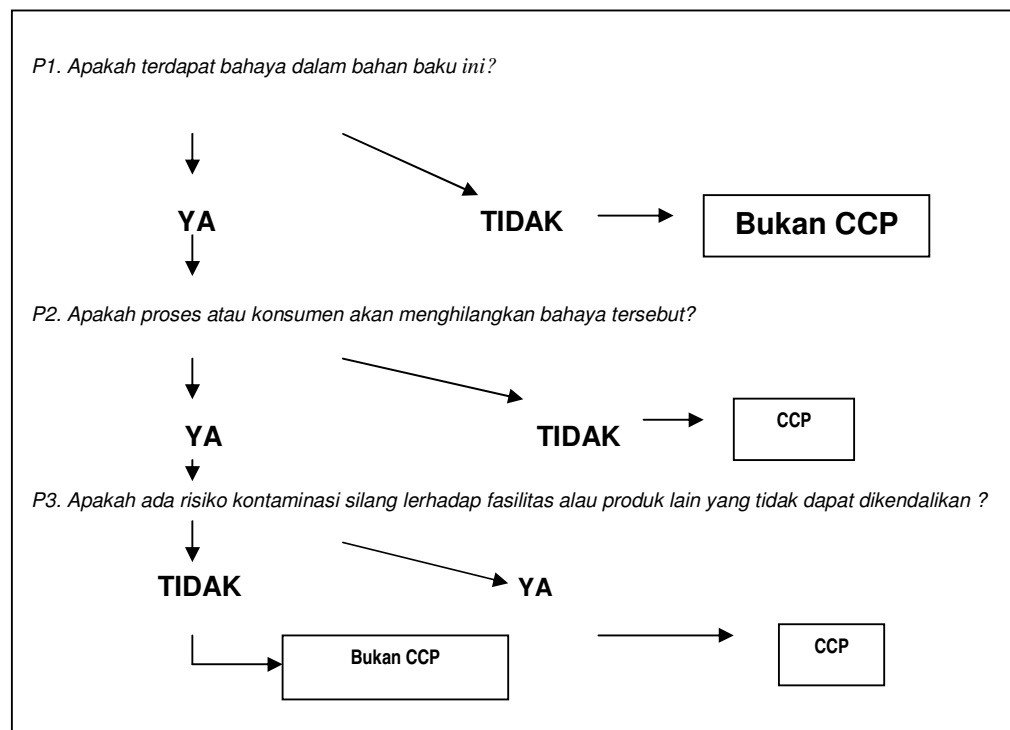 P1. Apakah terdapat bahaya dalam bahan baku ini?
YA
TIDAK
Bukan CCP
P2. Apakah proses atau konsumen akan menghilangkan bahaya tersebut?
YA
TIDAK
CCP
P3. Apakah ada risiko kontaminasi silang lerhadap fasilitas alau produk lain yang tidak dapat dikendalikan ?
TIDAK
YA
Bukan CCP
CCP